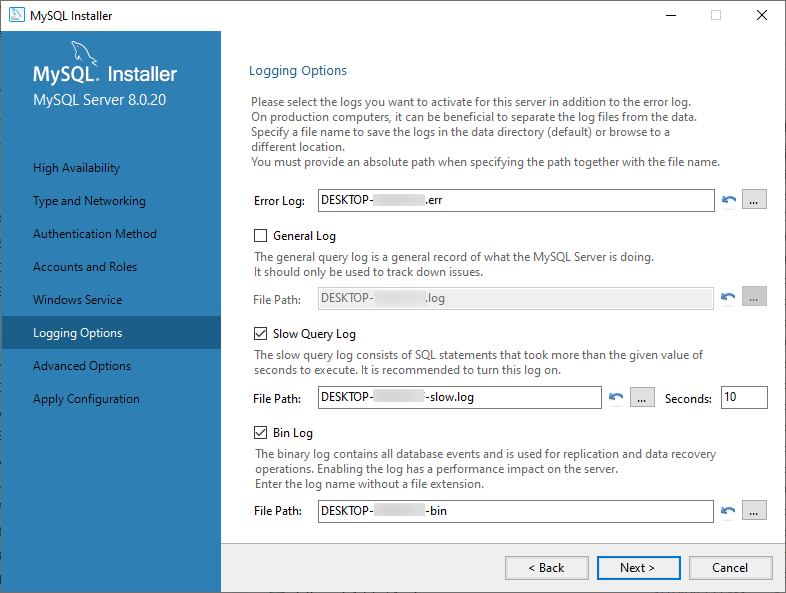 MySQL Installer
MySQL. Installer
MySQL Server 8.0.20
High Availability
Type and Networking
Authentication Method
Accounts and Roles
Windows Service
Logging Options
Advanced Options
Apply Configuration
Logging Options
Please select the logs you want to activate for this server in addition to the error log.
On production computers, it can be beneficial to separate the log files from the data.
Specify a file name to save the logs in the data directory (default) or browse to a
different location.
You must provide an absolute path when specifying the path together with the file name.
Error Log: DESKTOP- .err ...
General Log
The general query log is a general record of what the MySQL Server is doing.
It should only be used to track down issues.
File Path: DESKTOP- .log ...
Slow Query Log
The slow query log consists of SQL statements that took more than the given value of
seconds to execute. It is recommended to turn this log on.
File Path: DESKTOP- -slow.log ... Seconds: 10
Bin Log
The binary log contains all database events and is used for replication and data recovery
operations. Enabling the log has a performance impact on the server.
Enter the log name without a file extension.
File Path: DESKTOP- -bin ...
< Back Next > Cancel